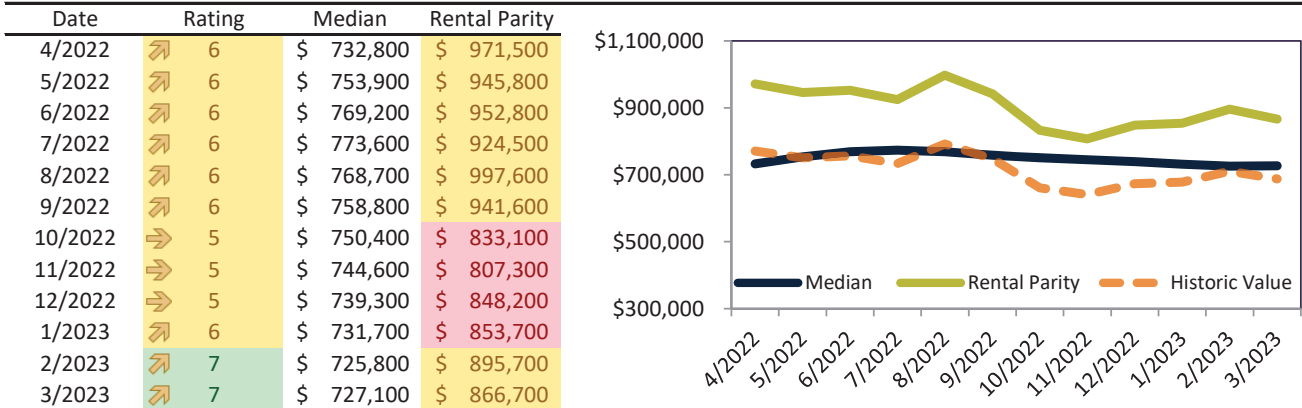 Date Rating Median Rental Parity
4/2022 6 $ 732,800 $ 971,500
5/2022 6 $ 753,900 $ 945,800
6/2022 6 $ 769,200 $ 952,800
7/2022 6 $ 773,600 $ 924,500
8/2022 6 $ 768,700 $ 997,600
9/2022 6 $ 758,800 $ 941,600
10/2022 5 $ 750,400 $ 833,100
11/2022 5 $ 744,600 $ 807,300
12/2022 5 $ 739,300 $ 848,200
1/2023 6 $ 731,700 $ 853,700
2/2023 7 $ 725,800 $ 895,700
3/2023 7 $ 727,100 $ 866,700
$1,100,000
$900,000
$700,000
$500,000
$300,000
Median Rental Parity Historic Value
4/2022 5/2022 6/2022 7/2022 8/2022 9/2022 10/2022 11/2022 12/2022 1/2023 2/2023 3/2023